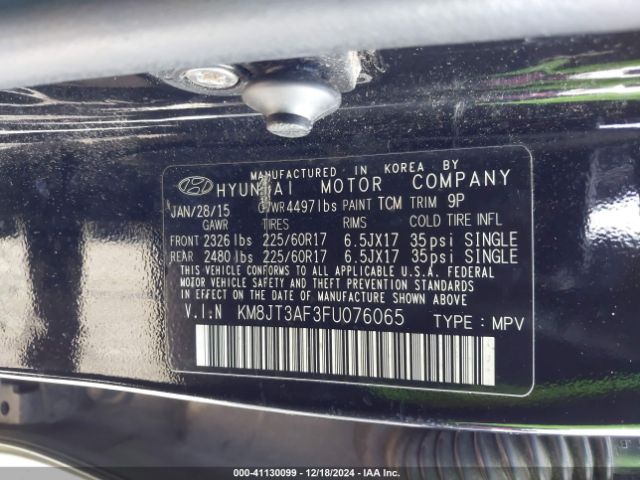 MANUFACTURED IN KOREA BY
HYUNDAI MOTOR COMPANY
JAN/28/15 GVWR 4497 lbs PAINT TCM TRIM 9P
GAWR TIRES RIMS COLD TIRE INFL
FRONT 2326 lbs 225/60R17 6.5JX17 35psi SINGLE
REAR 2480 lbs 225/60R17 6.5JX17 35psi SINGLE
THIS VEHICLE CONFORMS TO ALL APPLICABLE U.S.A. FEDERAL
MOTOR VEHICLE SAFETY, BUMPER, AND THEFT PREVENTION STANDARDS
IN EFFECT ON THE DATE OF MANUFACTURE SHOWN ABOVE.
V.I.N KM8JT3AF3FU076065 TYPE : MPV
000-41130099 — 12/18/2024 — IAA Inc.